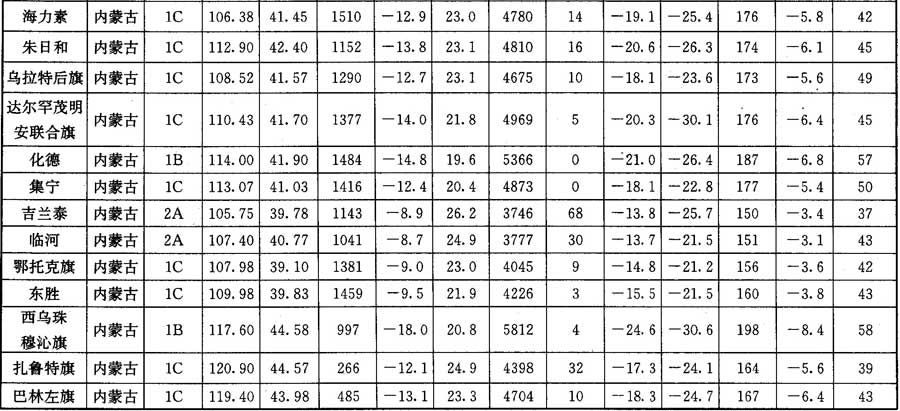 海力素 内蒙古 1C 106.38 41.45 1510 −12.9 23.0 4780 14 −19.1 −25.4 176 −5.8 42
朱日和 内蒙古 1C 112.90 42.40 1152 −13.8 23.1 4810 16 −20.6 −26.3 174 −6.1 45
乌拉特后旗 内蒙古 1C 108.52 41.57 1290 −12.7 23.1 4675 10 −18.1 −23.6 173 −5.6 49
达尔罕茂明
安联合旗 内蒙古 1C 110.43 41.70 1377 −14.0 21.8 4969 5 −20.3 −30.1 176 −6.4 45
化德 内蒙古 1B 114.00 41.90 1484 −14.8 19.6 5366 0 −21.0 −26.4 187 −6.8 57
集宁 内蒙古 1C 113.07 41.03 1416 −12.4 20.4 4873 0 −18.1 −22.8 177 −5.4 50
吉兰泰 内蒙古 2A 105.75 39.78 1143 −8.9 26.2 3746 68 −13.8 −25.7 150 −3.4 37
临河 内蒙古 2A 107.40 40.77 1041 −8.7 24.9 3777 30 −13.7 −21.5 151 −3.1 43
鄂托克旗 内蒙古 1C 107.98 39.10 1381 −9.0 23.0 4045 9 −14.8 −21.2 156 −3.6 42
东胜 内蒙古 1C 109.98 39.83 1459 −9.5 21.9 4226 3 −15.5 −21.5 160 −3.8 43
西乌珠
穆沁旗 内蒙古 1B 117.60 44.58 997 −18.0 20.8 5812 4 −24.6 −30.6 198 −8.4 58
扎鲁特旗 内蒙古 1C 120.90 44.57 266 −12.1 24.9 4398 32 −17.3 −24.1 164 −5.6 39
巴林左旗 内蒙古 1C 119.40 43.98 485 −13.1 23.3 4704 10 −18.3 −24.7 167 −6.4 43